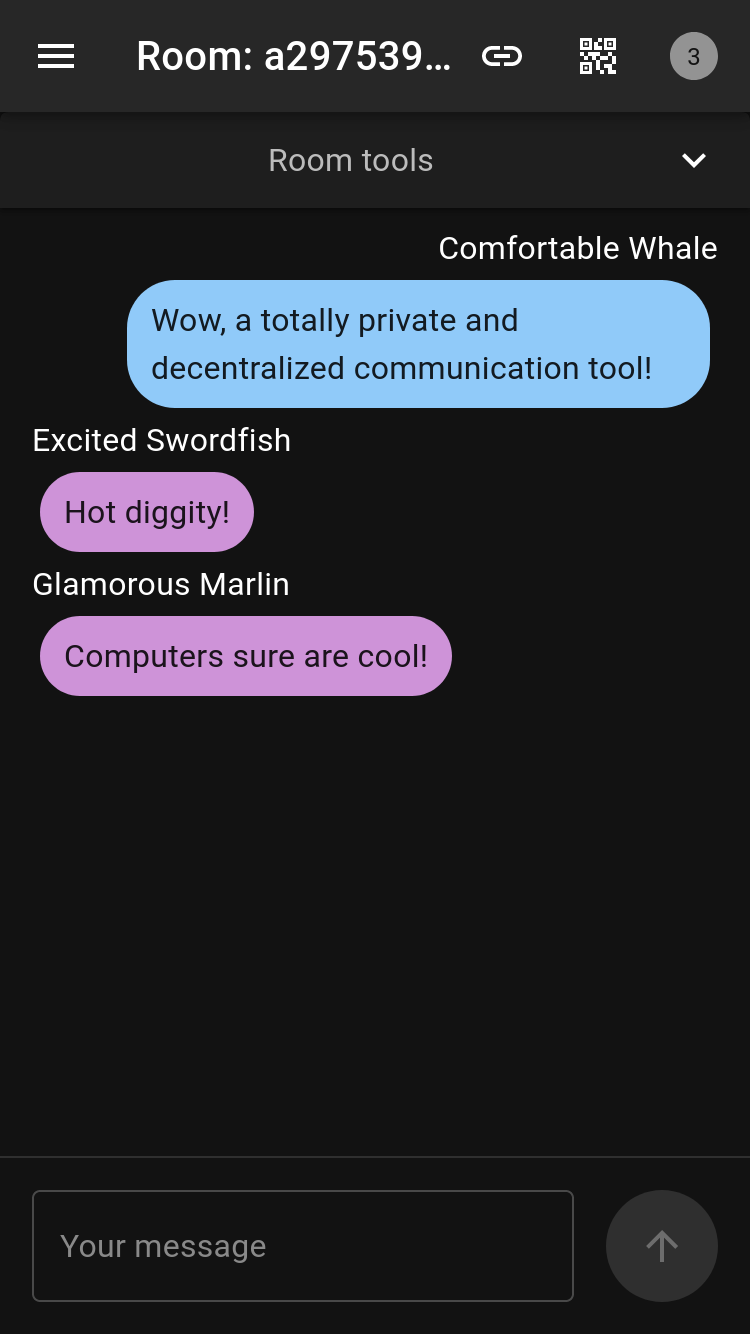 Room: a297539…
3
Room tools
Comfortable Whale
Wow, a totally private and
decentralized communication tool!
Excited Swordfish
Hot diggity!
Glamorous Marlin
Computers sure are cool!
Your message